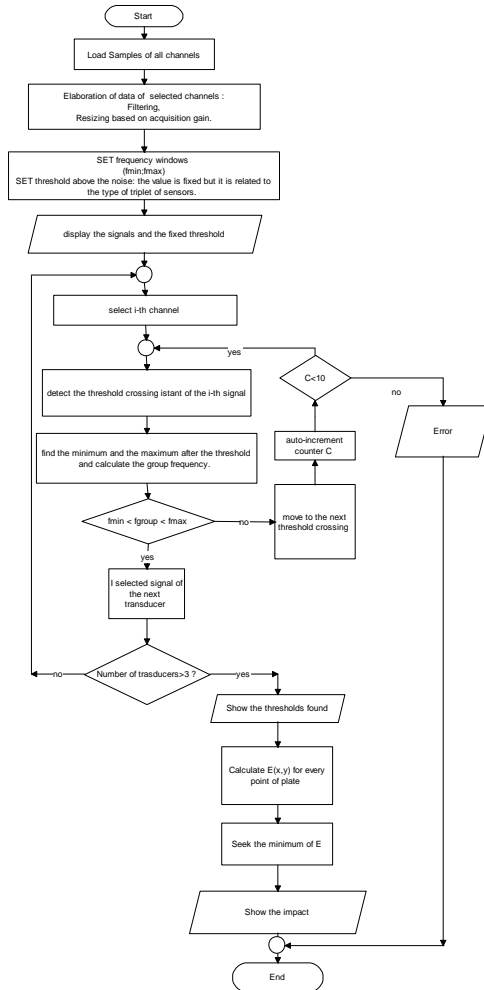 Start
Load Samples of all channels
Elaboration of data of selected channels :
Filtering,
Resizing based on acquisition gain.
SET frequency windows
(fmin;fmax)
SET threshold above the noise: the value is fixed but it is related to
the type of triplet of sensors.
display the signals and the fixed threshold
select i-th channel
yes
C<10
no
detect the threshold crossing istant of the i-th signal
Error
auto-increment
counter C
find the minimum and the maximum after the threshold
and calculate the group frequency.
fmin < fgroup < fmax
no
move to the next
threshold crossing
yes
I selected signal of
the next
transducer
no
Number of trasducers>3 ?
yes
Show the thresholds found
Calculate E(x,y) for every
point of plate
Seek the minimum of E
Show the impact
End